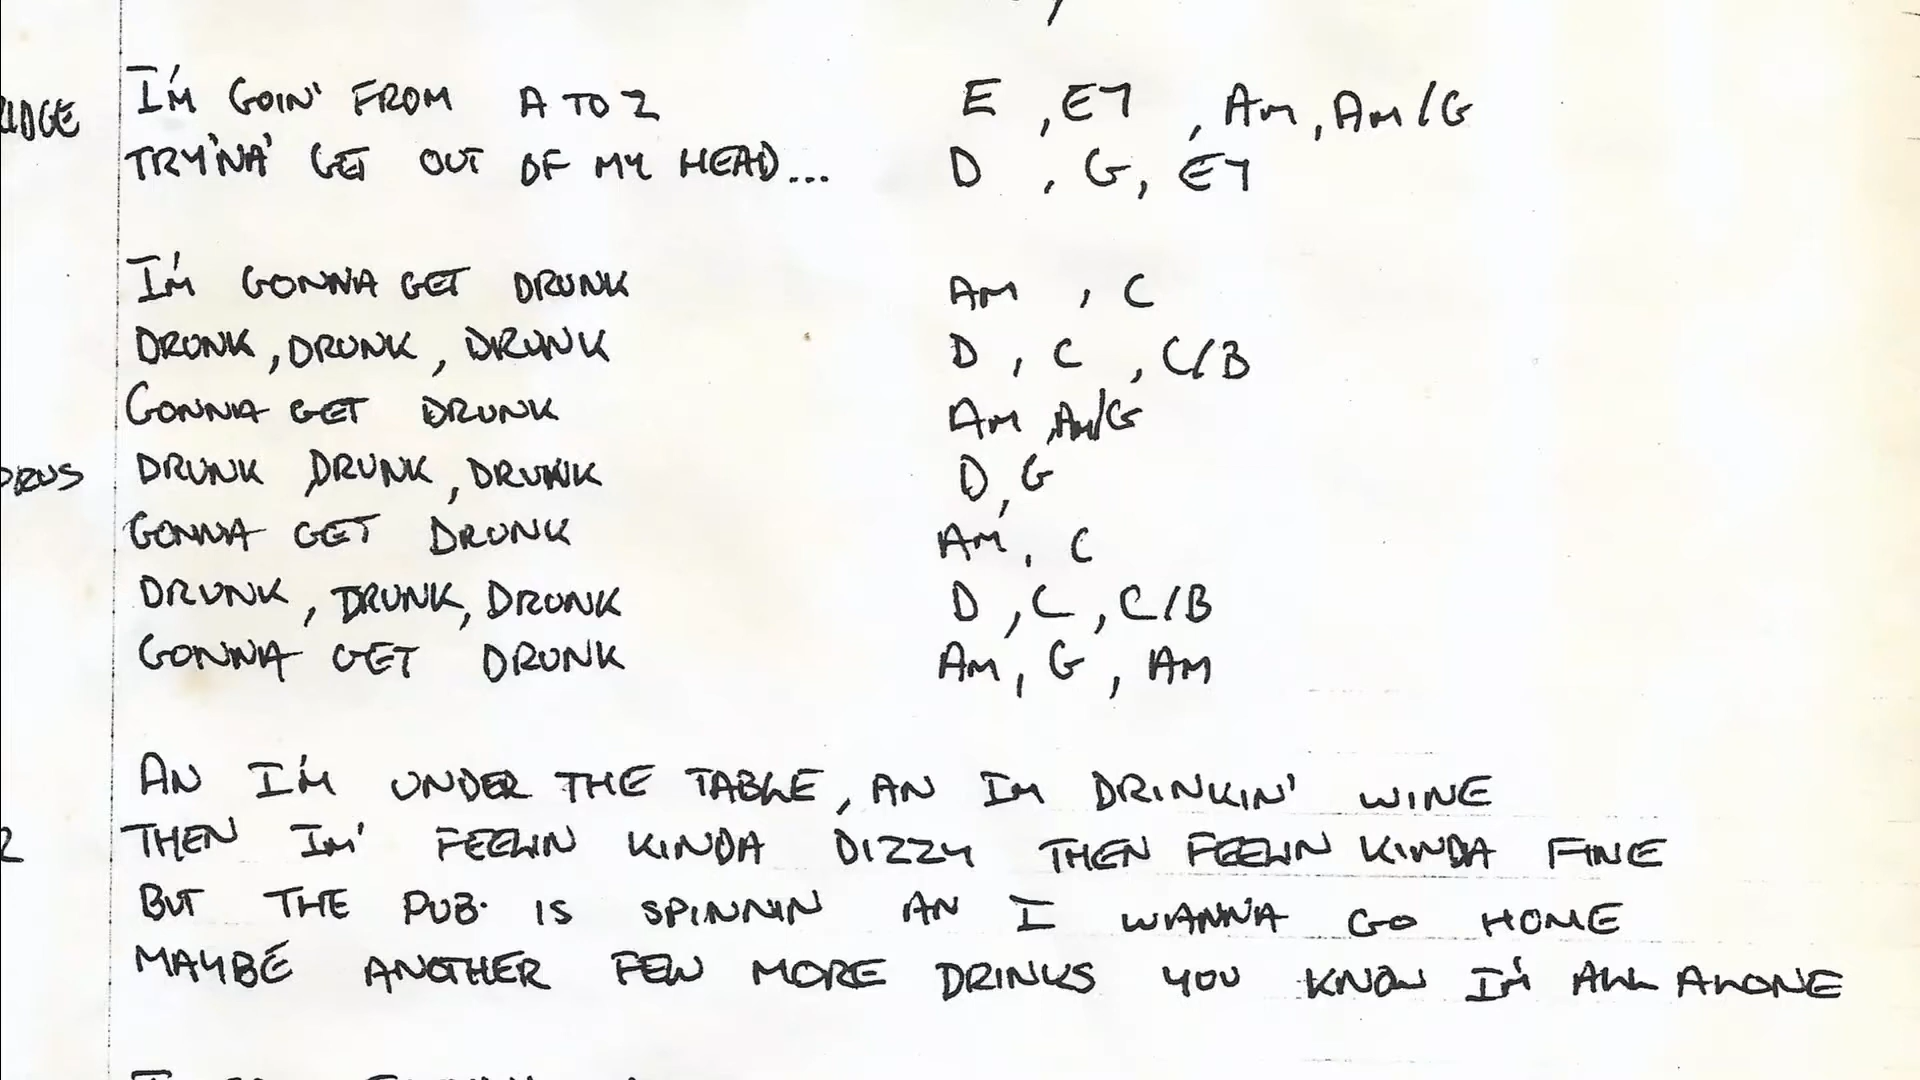 I'M GOIN' FROM A TO Z E, E7, Am, Am/G
TRY'NA' GET OUT OF MY HEAD... D, G, E7
I'M GONNA GET DRUNK Am, C
DRUNK, DRUNK, DRUNK D, C, C/B
GONNA GET DRUNK Am, Am/G
DRUNK, DRUNK, DRUNK D, G
GONNA GET DRUNK Am, C
DRUNK, DRUNK, DRUNK D, C, C/B
GONNA GET DRUNK Am, G, Am
AN I'M UNDER THE TABLE, AN IM DRINKIN' WINE
2 THEN IM' FEELIN KINDA DIZZY THEN FEELIN KINDA FINE
BUT THE PUB IS SPINNIN AN I WANNA GO HOME
MAYBE ANOTHER FEW MORE DRINKS YOU KNOW I'M ALL ALONE